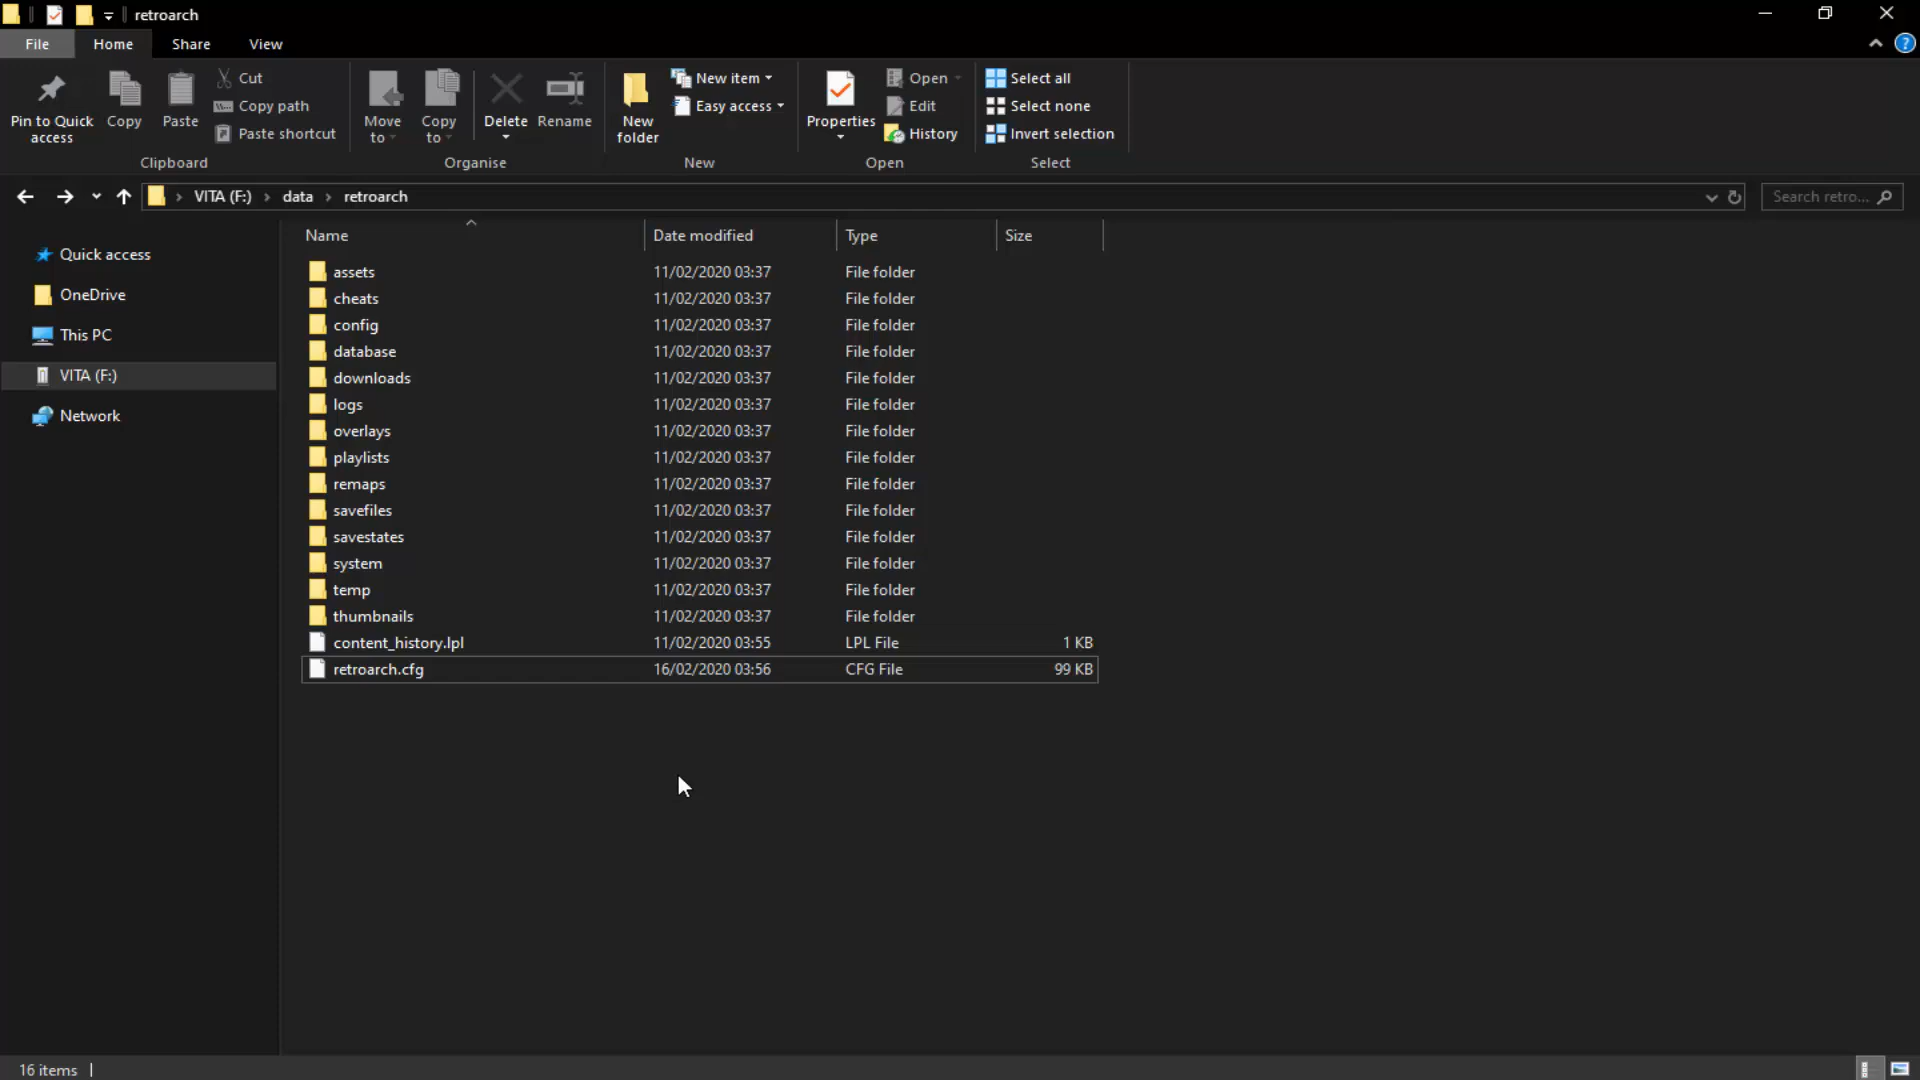 retroarch
File Home Share View
Pin to Quick access
Copy
Paste
Cut
Copy path
Paste shortcut
Clipboard
Move to
Copy to
Delete
Rename
Organise
New folder
New item
Easy access
New
Properties
Open
Edit
History
Open
Select all
Select none
Invert selection
Select
VITA (F:) › data › retroarch
Search retro...
Quick access
OneDrive
This PC
VITA (F:)
Network
Name Date modified Type Size
assets 11/02/2020 03:37 File folder
cheats 11/02/2020 03:37 File folder
config 11/02/2020 03:37 File folder
database 11/02/2020 03:37 File folder
downloads 11/02/2020 03:37 File folder
logs 11/02/2020 03:37 File folder
overlays 11/02/2020 03:37 File folder
playlists 11/02/2020 03:37 File folder
remaps 11/02/2020 03:37 File folder
savefiles 11/02/2020 03:37 File folder
savestates 11/02/2020 03:37 File folder
system 11/02/2020 03:37 File folder
temp 11/02/2020 03:37 File folder
thumbnails 11/02/2020 03:37 File folder
content_history.lpl 11/02/2020 03:55 LPL File 1 KB
retroarch.cfg 16/02/2020 03:56 CFG File 99 KB
16 items